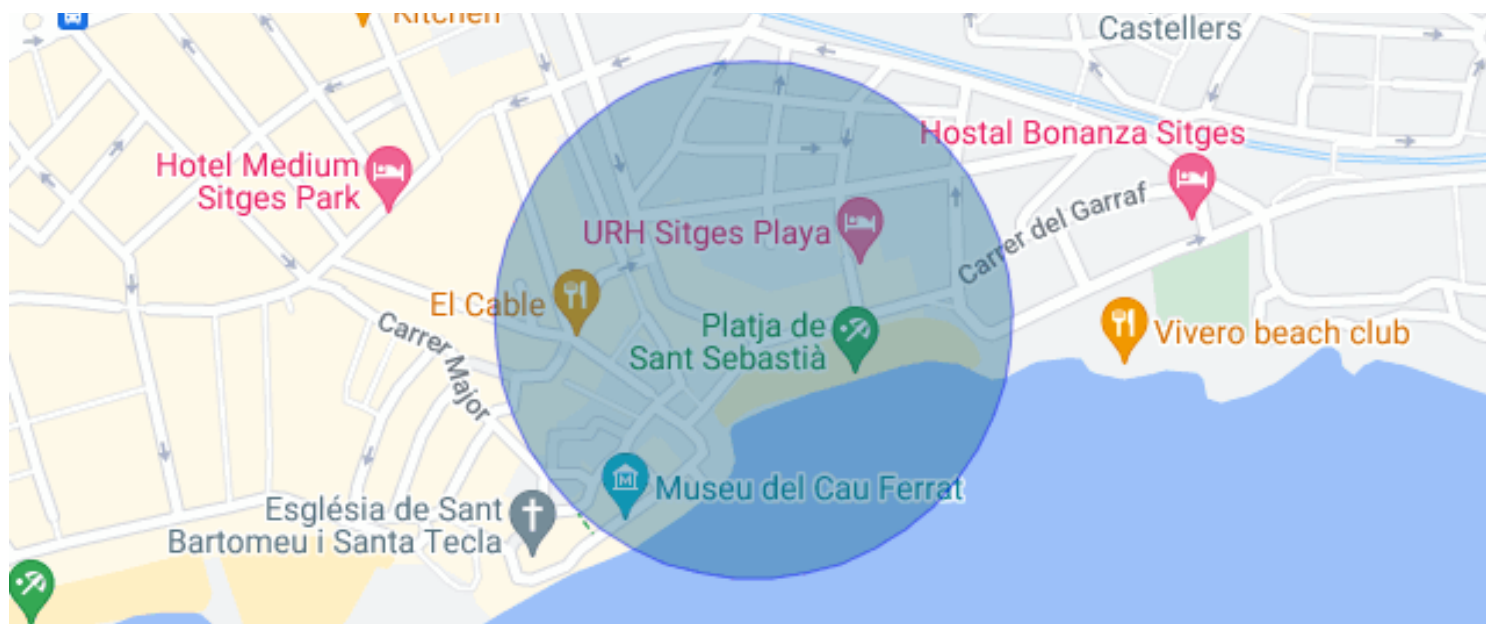 Kitchen
Castellers
Hotel Medium
Sitges Park
Hostal Bonanza Sitges
URH Sitges Playa
Carrer del Garraf
El Cable
Carrer Major
Platja de
Sant Sebastià
Vivero beach club
Museu del Cau Ferrat
M
Església de Sant
Bartomeu i Santa Tecla